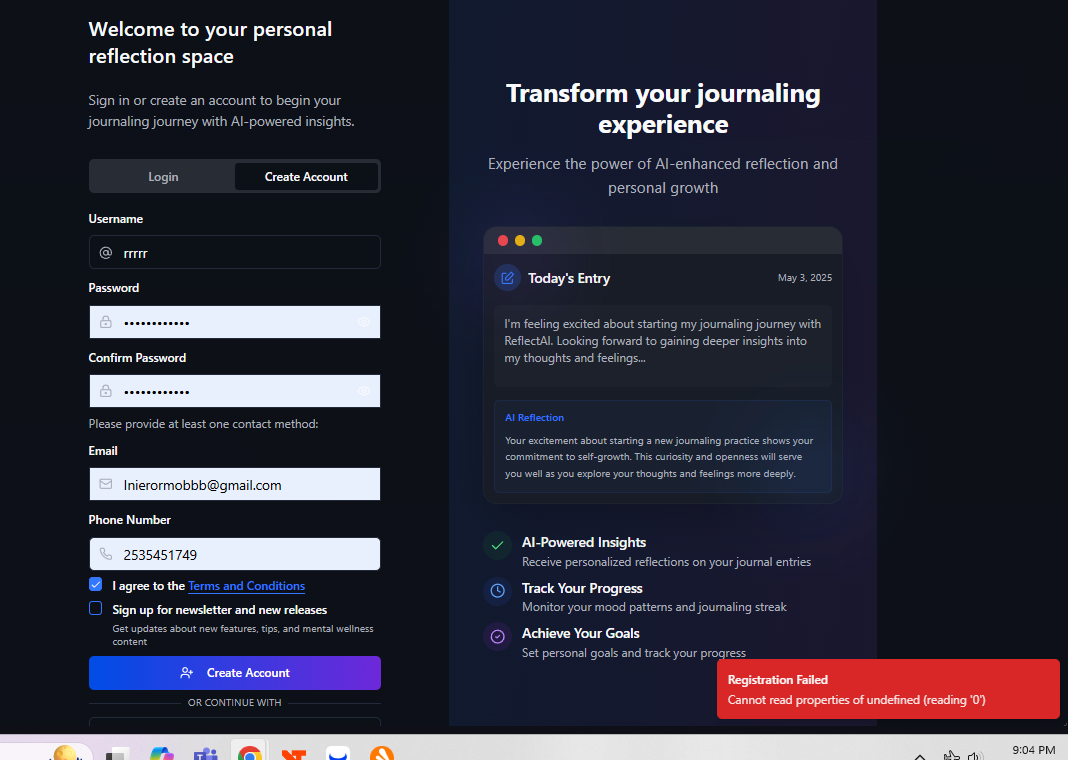 Welcome to your personal
reflection space
Sign in or create an account to begin your
journaling journey with AI-powered insights.
Login
Create Account
Username
@ rrrrr
Password
••••••••••••
Confirm Password
••••••••••••
Please provide at least one contact method:
Email
lnierormobbb@gmail.com
Phone Number
2535451749
I agree to the Terms and Conditions
Sign up for newsletter and new releases
Get updates about new features, tips, and mental wellness
content
Create Account
OR CONTINUE WITH
Transform your journaling
experience
Experience the power of AI-enhanced reflection and
personal growth
Today's Entry
May 3, 2025
I'm feeling excited about starting my journaling journey with
ReflectAI. Looking forward to gaining deeper insights into
my thoughts and feelings...
AI Reflection
Your excitement about starting a new journaling practice shows your
commitment to self-growth. This curiosity and openness will serve
you well as you explore your thoughts and feelings more deeply.
AI-Powered Insights
Receive personalized reflections on your journal entries
Track Your Progress
Monitor your mood patterns and journaling streak
Achieve Your Goals
Set personal goals and track your progress
Registration Failed
Cannot read properties of undefined (reading '0')
9:04 PM